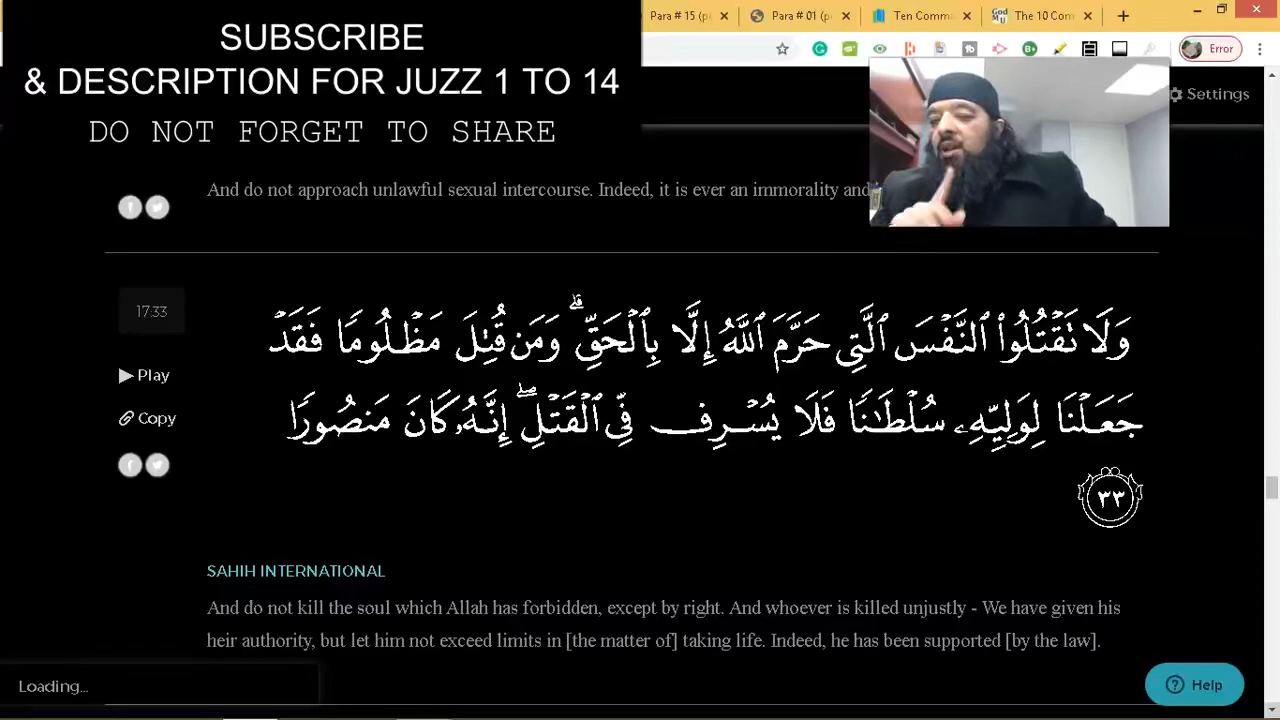 SUBSCRIBE
& DESCRIPTION FOR JUZZ 1 TO 14
DO NOT FORGET TO SHARE
Para # 15 (p
Para # 01 (p
Ten Comm
The 10 Com
Error
Settings
And do not approach unlawful sexual intercourse. Indeed, it is ever an immorality and
17:33
وَلَا تَقْتُلُوا۟ ٱلنَّفْسَ ٱلَّتِى حَرَّمَ ٱللَّهُ إِلَّا بِٱلْحَقِّ ۗ وَمَن قُتِلَ مَظْلُومًا فَقَدْ
Play
جَعَلْنَا لِوَلِيِّهِۦ سُلْطَـٰنًا فَلَا يُسْرِف فِّى ٱلْقَتْلِ ۖ إِنَّهُۥ كَانَ مَنصُورًا
Copy
٣٣
SAHIH INTERNATIONAL
And do not kill the soul which Allah has forbidden, except by right. And whoever is killed unjustly - We have given his
heir authority, but let him not exceed limits in [the matter of] taking life. Indeed, he has been supported [by the law].
Loading...
Help